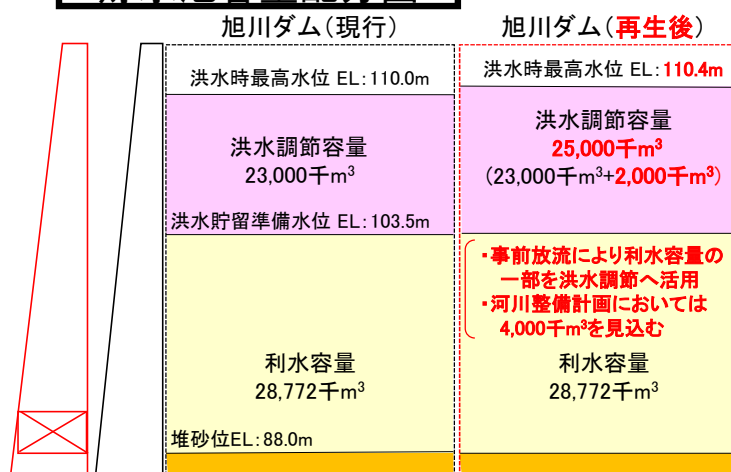 旭川ダム(現行)
洪水時最高水位 EL:110.0m
洪水調節容量
23,000千m³
洪水貯留準備水位 EL:103.5m
利水容量
28,772千m³
堆砂位EL:88.0m
旭川ダム(再生後)
洪水時最高水位 EL:110.4m
洪水調節容量
25,000千m³
(23,000千m³+2,000千m³)
・事前放流により利水容量の
一部を洪水調節へ活用
・河川整備計画においては
4,000千m³を見込む
利水容量
28,772千m³